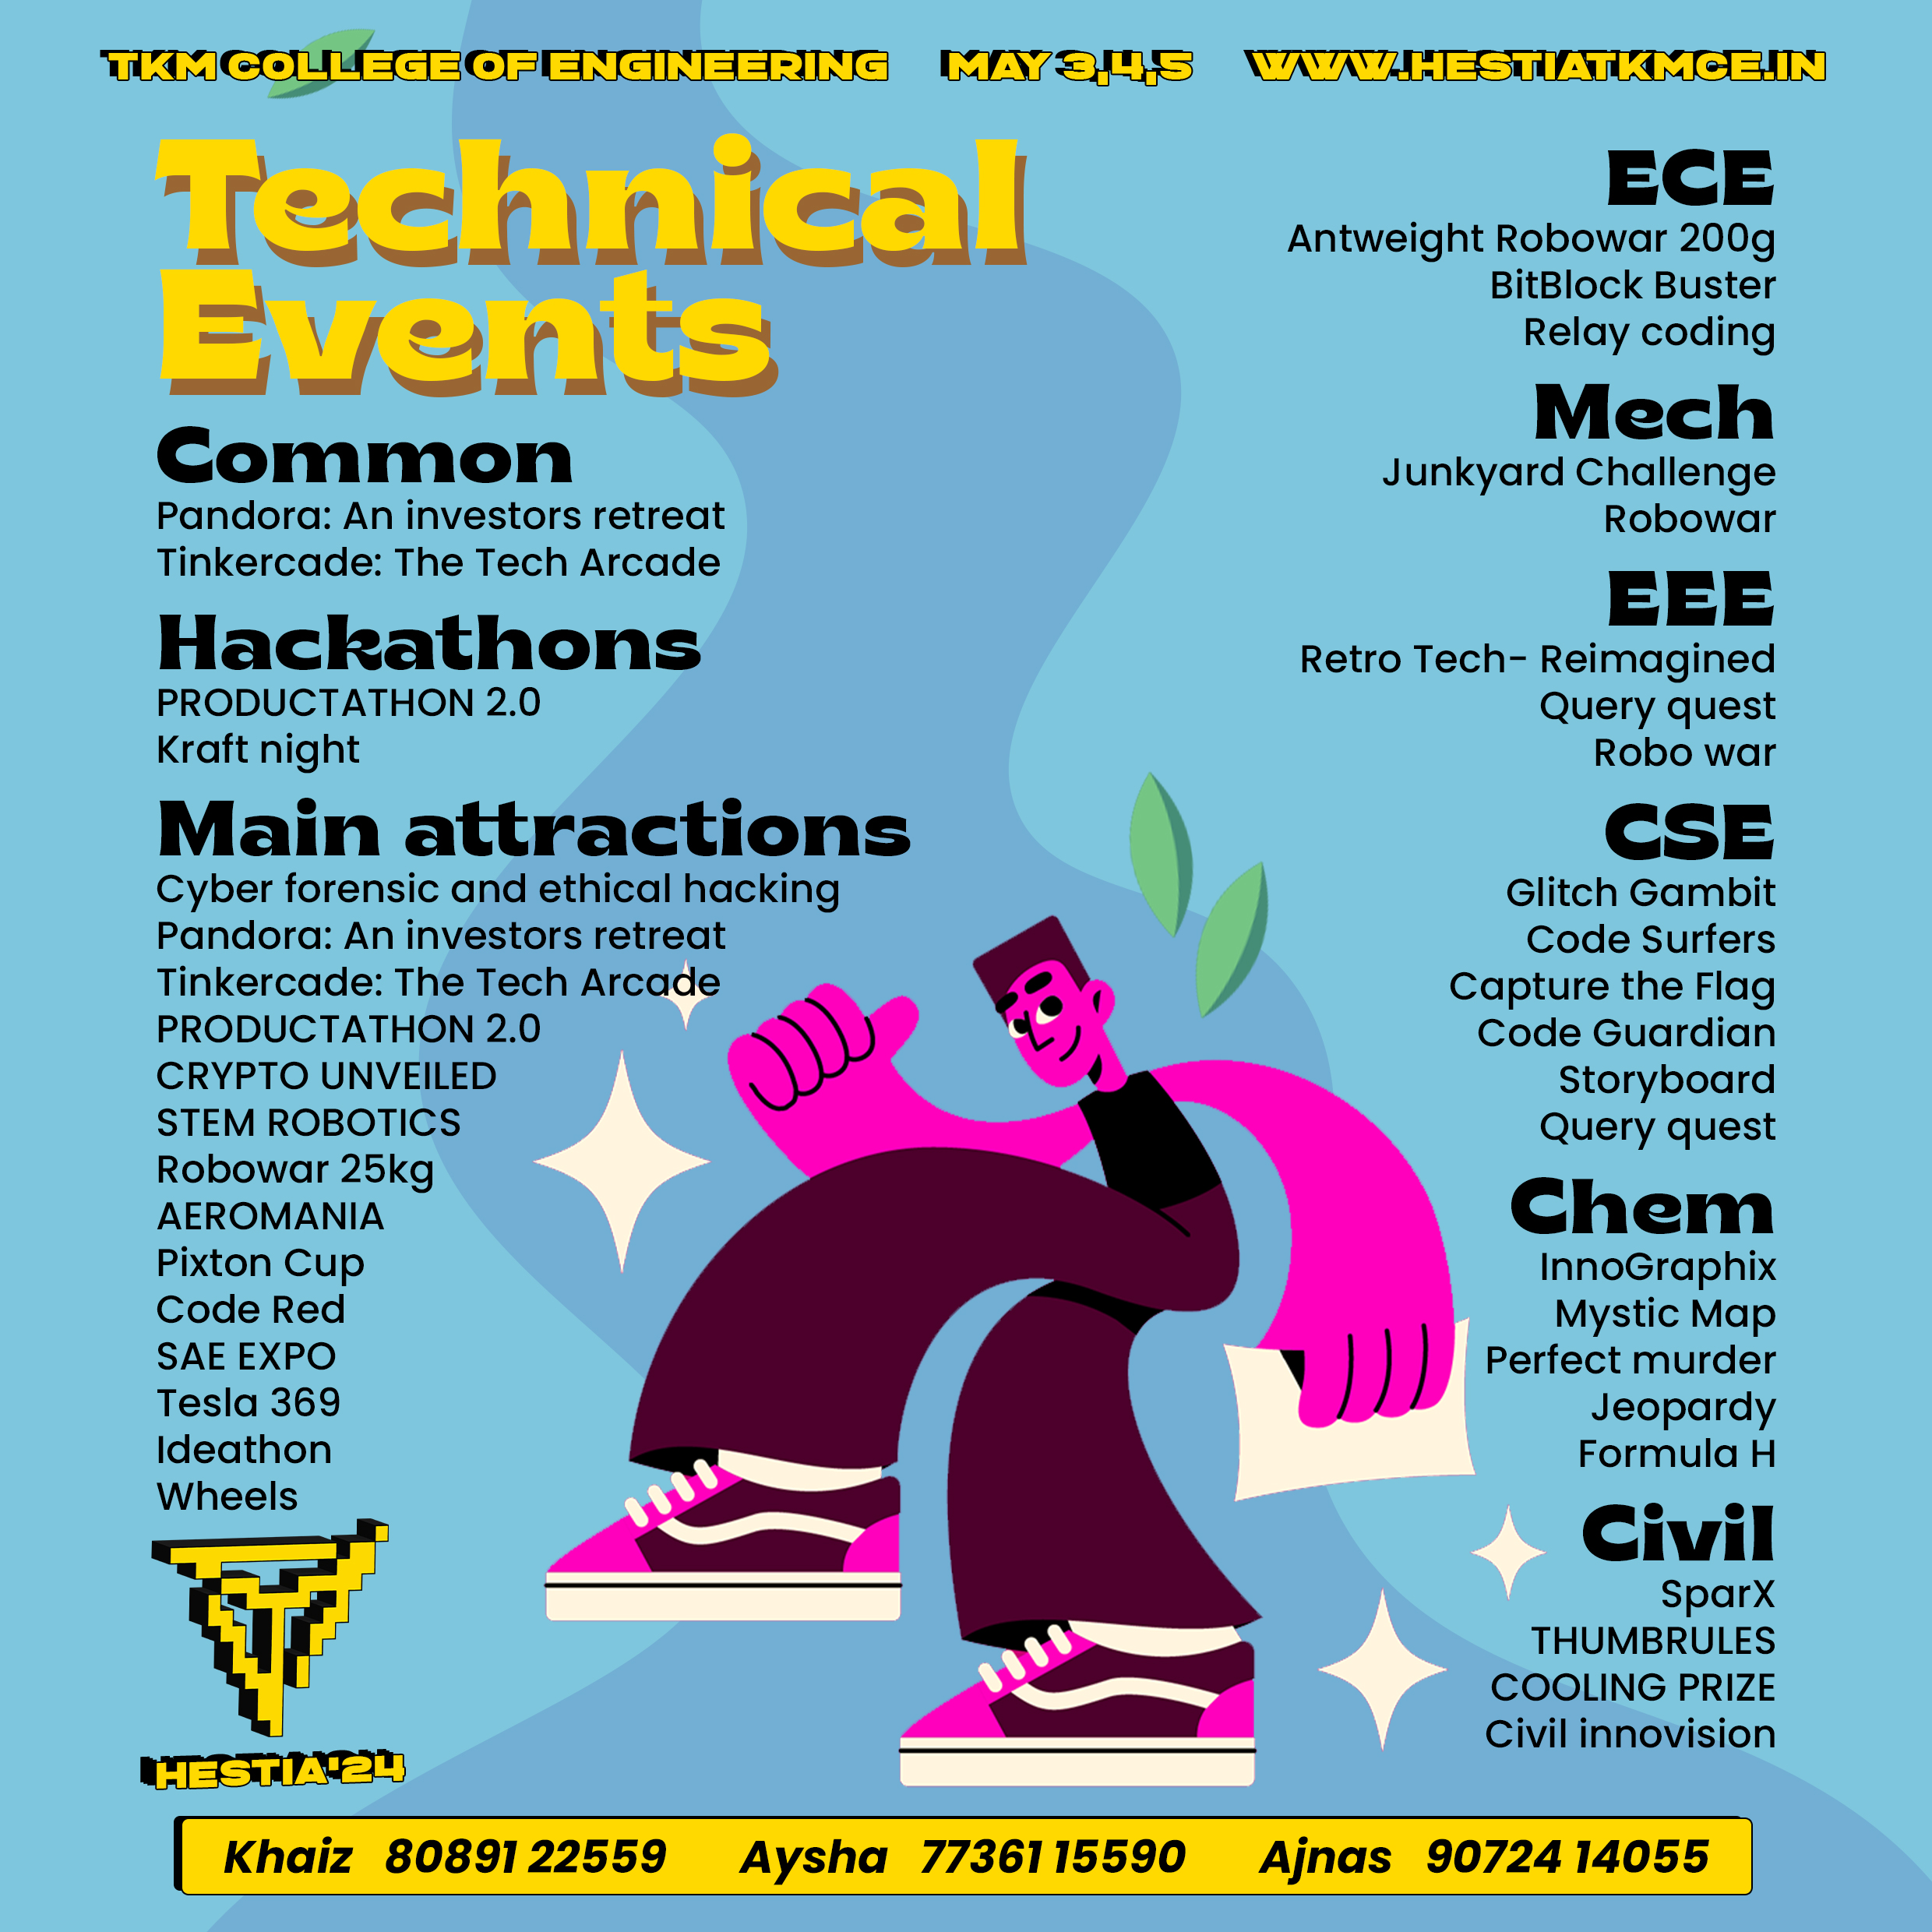 TKM COLLEGE OF ENGINEERING MAY 3,4,5 WWW.HESTIATKMCE.IN
Technical
Events
Common
Pandora: An investors retreat
Tinkercade: The Tech Arcade
Hackathons
PRODUCTATHON 2.0
Kraft night
Main attractions
Cyber forensic and ethical hacking
Pandora: An investors retreat
Tinkercade: The Tech Arcade
PRODUCTATHON 2.0
CRYPTO UNVEILED
STEM ROBOTICS
Robowar 25kg
AEROMANIA
Pixton Cup
Code Red
SAE EXPO
Tesla 369
Ideathon
Wheels
HESTIA'24
ECE
Antweight Robowar 200g
BitBlock Buster
Relay coding
Mech
Junkyard Challenge
Robowar
EEE
Retro Tech- Reimagined
Query quest
Robo war
CSE
Glitch Gambit
Code Surfers
Capture the Flag
Code Guardian
Storyboard
Query quest
Chem
InnoGraphix
Mystic Map
Perfect murder
Jeopardy
Formula H
Civil
SparX
THUMBRULES
COOLING PRIZE
Civil innovision
Khaiz 80891 22559 Aysha 77361 15590 Ajnas 90724 14055